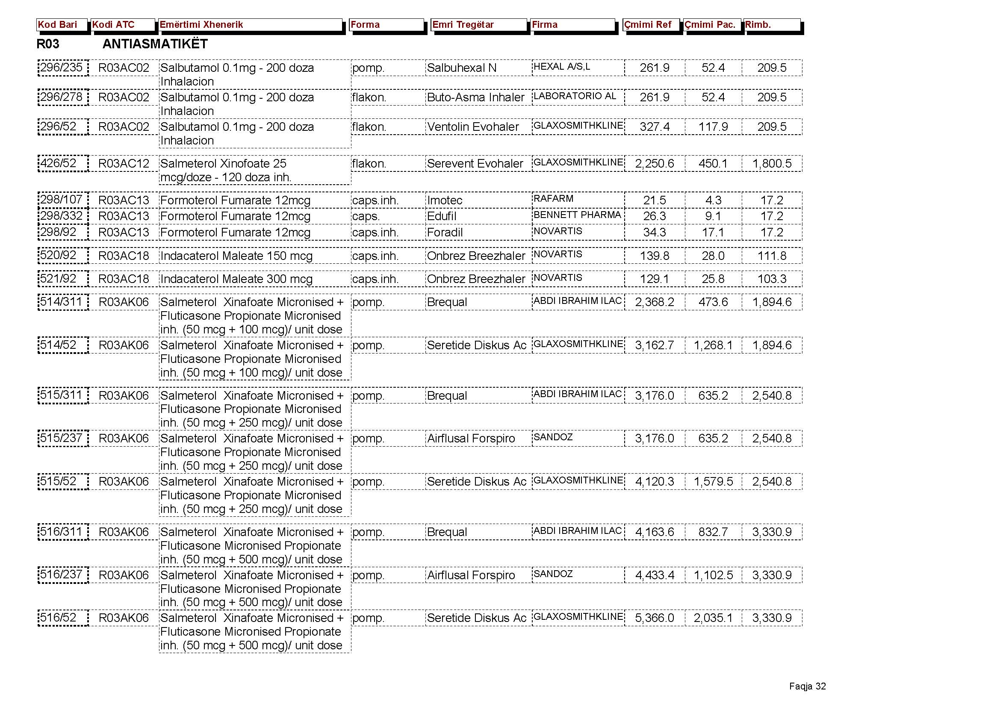 Kod Bari Kodi ATC Emërtimi Xhenerik Forma Emri Tregëtar Firma Çmimi Ref Çmimi Pac. Rimb.
R03 ANTIASMATIKËT
296/235 R03AC02 Salbutamol 0.1mg - 200 doza pomp. Salbuhexal N HEXAL A/S,L 261.9 52.4 209.5
Inhalacion
296/278 R03AC02 Salbutamol 0.1mg - 200 doza flakon. Buto-Asma Inhaler LABORATORIO AL 261.9 52.4 209.5
Inhalacion
296/52 R03AC02 Salbutamol 0.1mg - 200 doza flakon. Ventolin Evohaler GLAXOSMITHKLINE 327.4 117.9 209.5
Inhalacion
426/52 R03AC12 Salmeterol Xinofoate 25 flakon. Serevent Evohaler GLAXOSMITHKLINE 2,250.6 450.1 1,800.5
mcg/doze - 120 doza inh.
298/107 R03AC13 Formoterol Fumarate 12mcg caps.inh. Imotec RAFARM 21.5 4.3 17.2
298/332 R03AC13 Formoterol Fumarate 12mcg caps. Edufil BENNETT PHARMA 26.3 9.1 17.2
298/92 R03AC13 Formoterol Fumarate 12mcg caps.inh. Foradil NOVARTIS 34.3 17.1 17.2
520/92 R03AC18 Indacaterol Maleate 150 mcg caps.inh. Onbrez Breezhaler NOVARTIS 139.8 28.0 111.8
521/92 R03AC18 Indacaterol Maleate 300 mcg caps.inh. Onbrez Breezhaler NOVARTIS 129.1 25.8 103.3
514/311 R03AK06 Salmeterol Xinafoate Micronised + pomp. Brequal ABDI IBRAHIM ILAC 2,368.2 473.6 1,894.6
Fluticasone Propionate Micronised
inh. (50 mcg + 100 mcg)/ unit dose
514/52 R03AK06 Salmeterol Xinafoate Micronised + pomp. Seretide Diskus Ac GLAXOSMITHKLINE 3,162.7 1,268.1 1,894.6
Fluticasone Propionate Micronised
inh. (50 mcg + 100 mcg)/ unit dose
515/311 R03AK06 Salmeterol Xinafoate Micronised + pomp. Brequal ABDI IBRAHIM ILAC 3,176.0 635.2 2,540.8
Fluticasone Propionate Micronised
inh. (50 mcg + 250 mcg)/ unit dose
515/237 R03AK06 Salmeterol Xinafoate Micronised + pomp. Airflusal Forspiro SANDOZ 3,176.0 635.2 2,540.8
Fluticasone Propionate Micronised
inh. (50 mcg + 250 mcg)/ unit dose
515/52 R03AK06 Salmeterol Xinafoate Micronised + pomp. Seretide Diskus Ac GLAXOSMITHKLINE 4,120.3 1,579.5 2,540.8
Fluticasone Propionate Micronised
inh. (50 mcg + 250 mcg)/ unit dose
516/311 R03AK06 Salmeterol Xinafoate Micronised + pomp. Brequal ABDI IBRAHIM ILAC 4,163.6 832.7 3,330.9
Fluticasone Micronised Propionate
inh. (50 mcg + 500 mcg)/ unit dose
516/237 R03AK06 Salmeterol Xinafoate Micronised + pomp. Airflusal Forspiro SANDOZ 4,433.4 1,102.5 3,330.9
Fluticasone Micronised Propionate
inh. (50 mcg + 500 mcg)/ unit dose
516/52 R03AK06 Salmeterol Xinafoate Micronised + pomp. Seretide Diskus Ac GLAXOSMITHKLINE 5,366.0 2,035.1 3,330.9
Fluticasone Micronised Propionate
inh. (50 mcg + 500 mcg)/ unit dose
Faqja 32